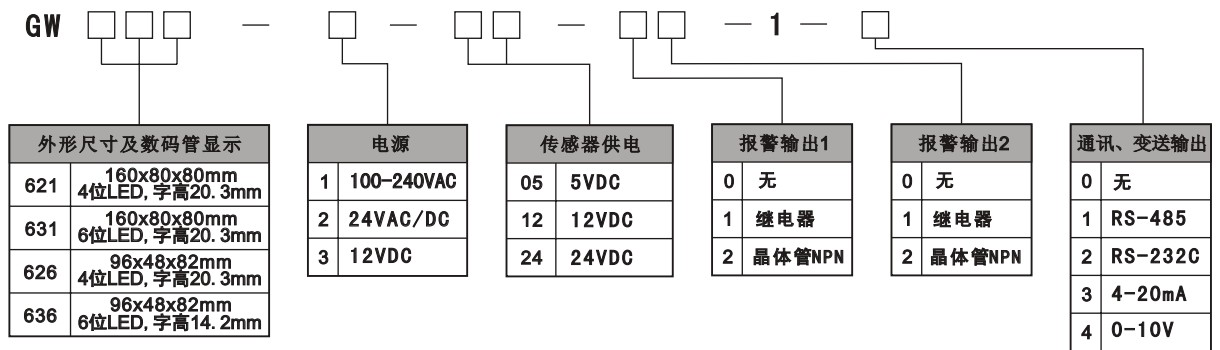 GW □□□ — □ — □□ — □□ — 1 — □
外形尺寸及数码管显示
621 160x80x80mm
4位LED, 字高20.3mm
631 160x80x80mm
6位LED, 字高20.3mm
626 96x48x82mm
4位LED, 字高20.3mm
636 96x48x82mm
6位LED, 字高14.2mm
电源
1 100-240VAC
2 24VAC/DC
3 12VDC
传感器供电
05 5VDC
12 12VDC
24 24VDC
报警输出1
0 无
1 继电器
2 晶体管NPN
报警输出2
0 无
1 继电器
2 晶体管NPN
通讯、变送输出
0 无
1 RS-485
2 RS-232C
3 4-20mA
4 0-10V